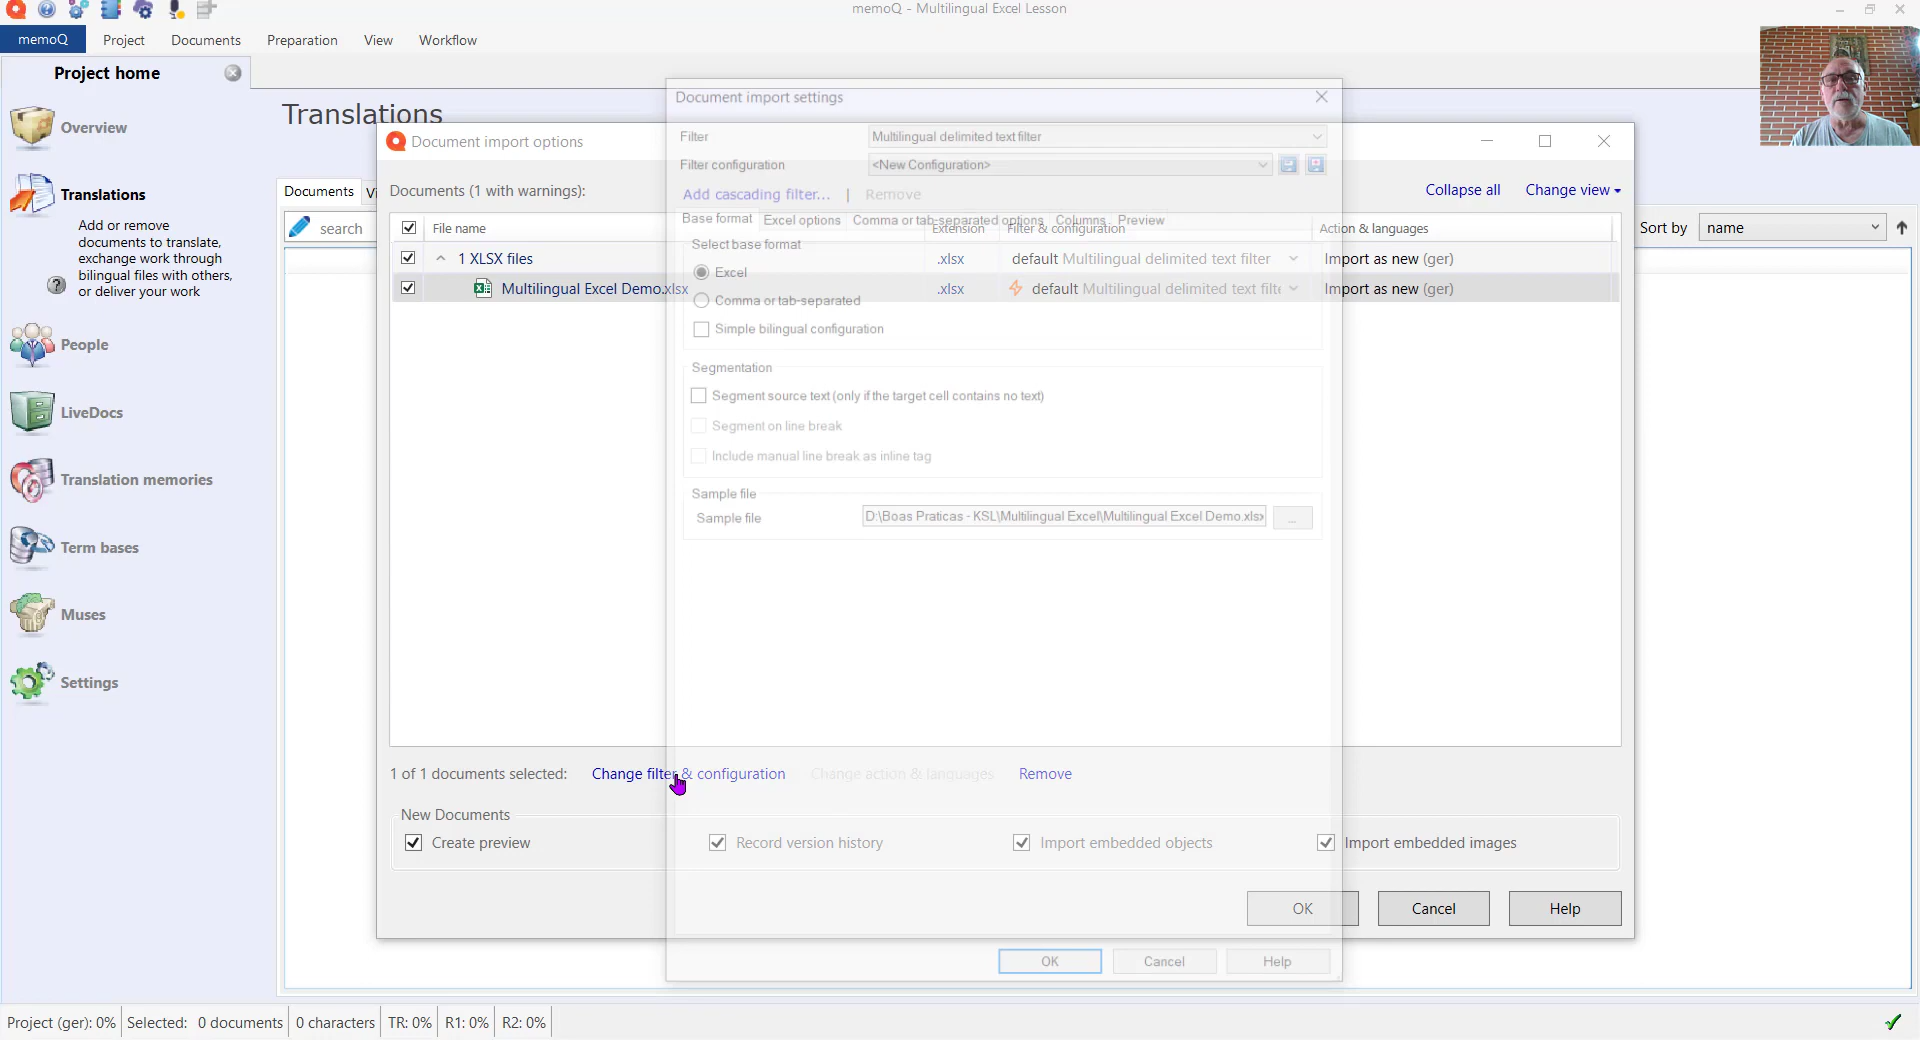 memoQ - Multilingual Excel Lesson
memoQ
Project
Documents
Preparation
View
Workflow
Project home
Overview
Translations
Add or remove
documents to translate,
exchange work through
bilingual files with others,
or deliver your work
People
LiveDocs
Translation memories
Term bases
Muses
Settings
Translations
Documents
Vi
search
Sort by
name
Document import options
Documents (1 with warnings):
Collapse all
Change view
File name
Extension
Filter & configuration
Action & languages
1 XLSX files
.xlsx
default Multilingual delimited text filter
Import as new (ger)
Multilingual Excel Demo.xlsx
.xlsx
default Multilingual delimited text filte
Import as new (ger)
1 of 1 documents selected:
Change filter & configuration
Change action & languages
Remove
New Documents
Create preview
Record version history
Import embedded objects
Import embedded images
OK
Cancel
Help
Document import settings
Filter
Multilingual delimited text filter
Filter configuration
<New Configuration>
Add cascading filter...
|
Remove
Base format
Excel options
Comma or tab-separated options
Columns
Preview
Select base format
Excel
Comma or tab-separated
Simple bilingual configuration
Segmentation
Segment source text (only if the target cell contains no text)
Segment on line break
Include manual line break as inline tag
Sample file
Sample file
D:\Boas Praticas - KSL\Multilingual Excel\Multilingual Excel Demo.xlsx
...
OK
Cancel
Help
Project (ger): 0%
Selected: 0 documents
0 characters
TR: 0%
R1: 0%
R2: 0%